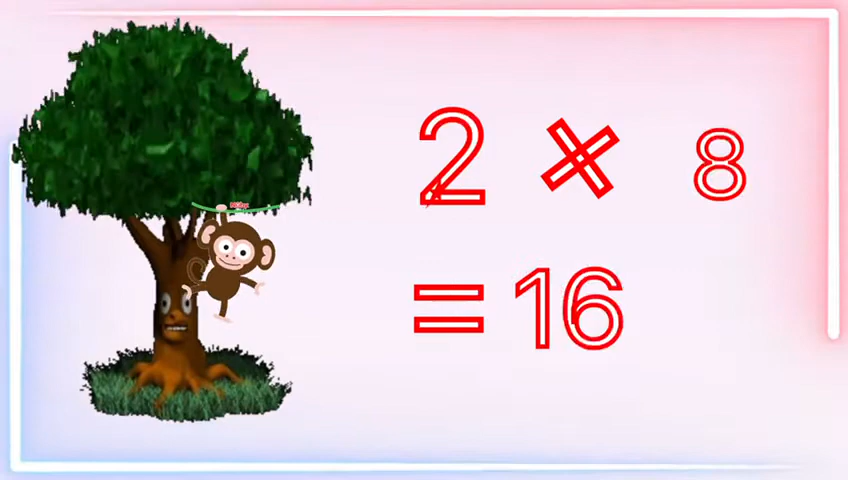 2 × 8
= 16